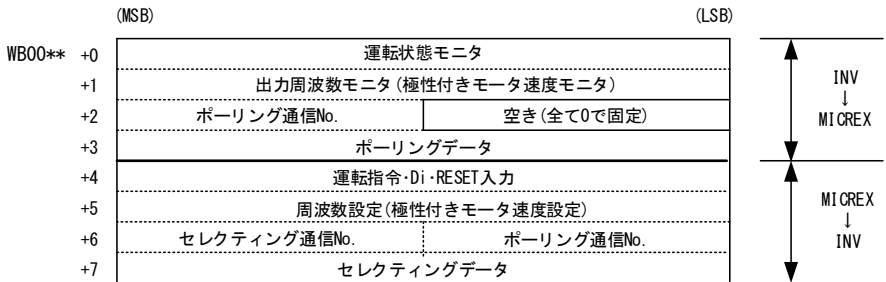 (MSB) (LSB)
WB00** +0 運転状態モニタ
+1 出力周波数モニタ(極性付きモータ速度モニタ)
+2 ポーリング通信No. 空き(全て0で固定)
+3 ポーリングデータ
INV
↓
MICREX
+4 運転指令・Di・RESET入力
+5 周波数設定(極性付きモータ速度設定)
+6 セレクティング通信No. ポーリング通信No.
+7 セレクティングデータ
MICREX
↓
INV